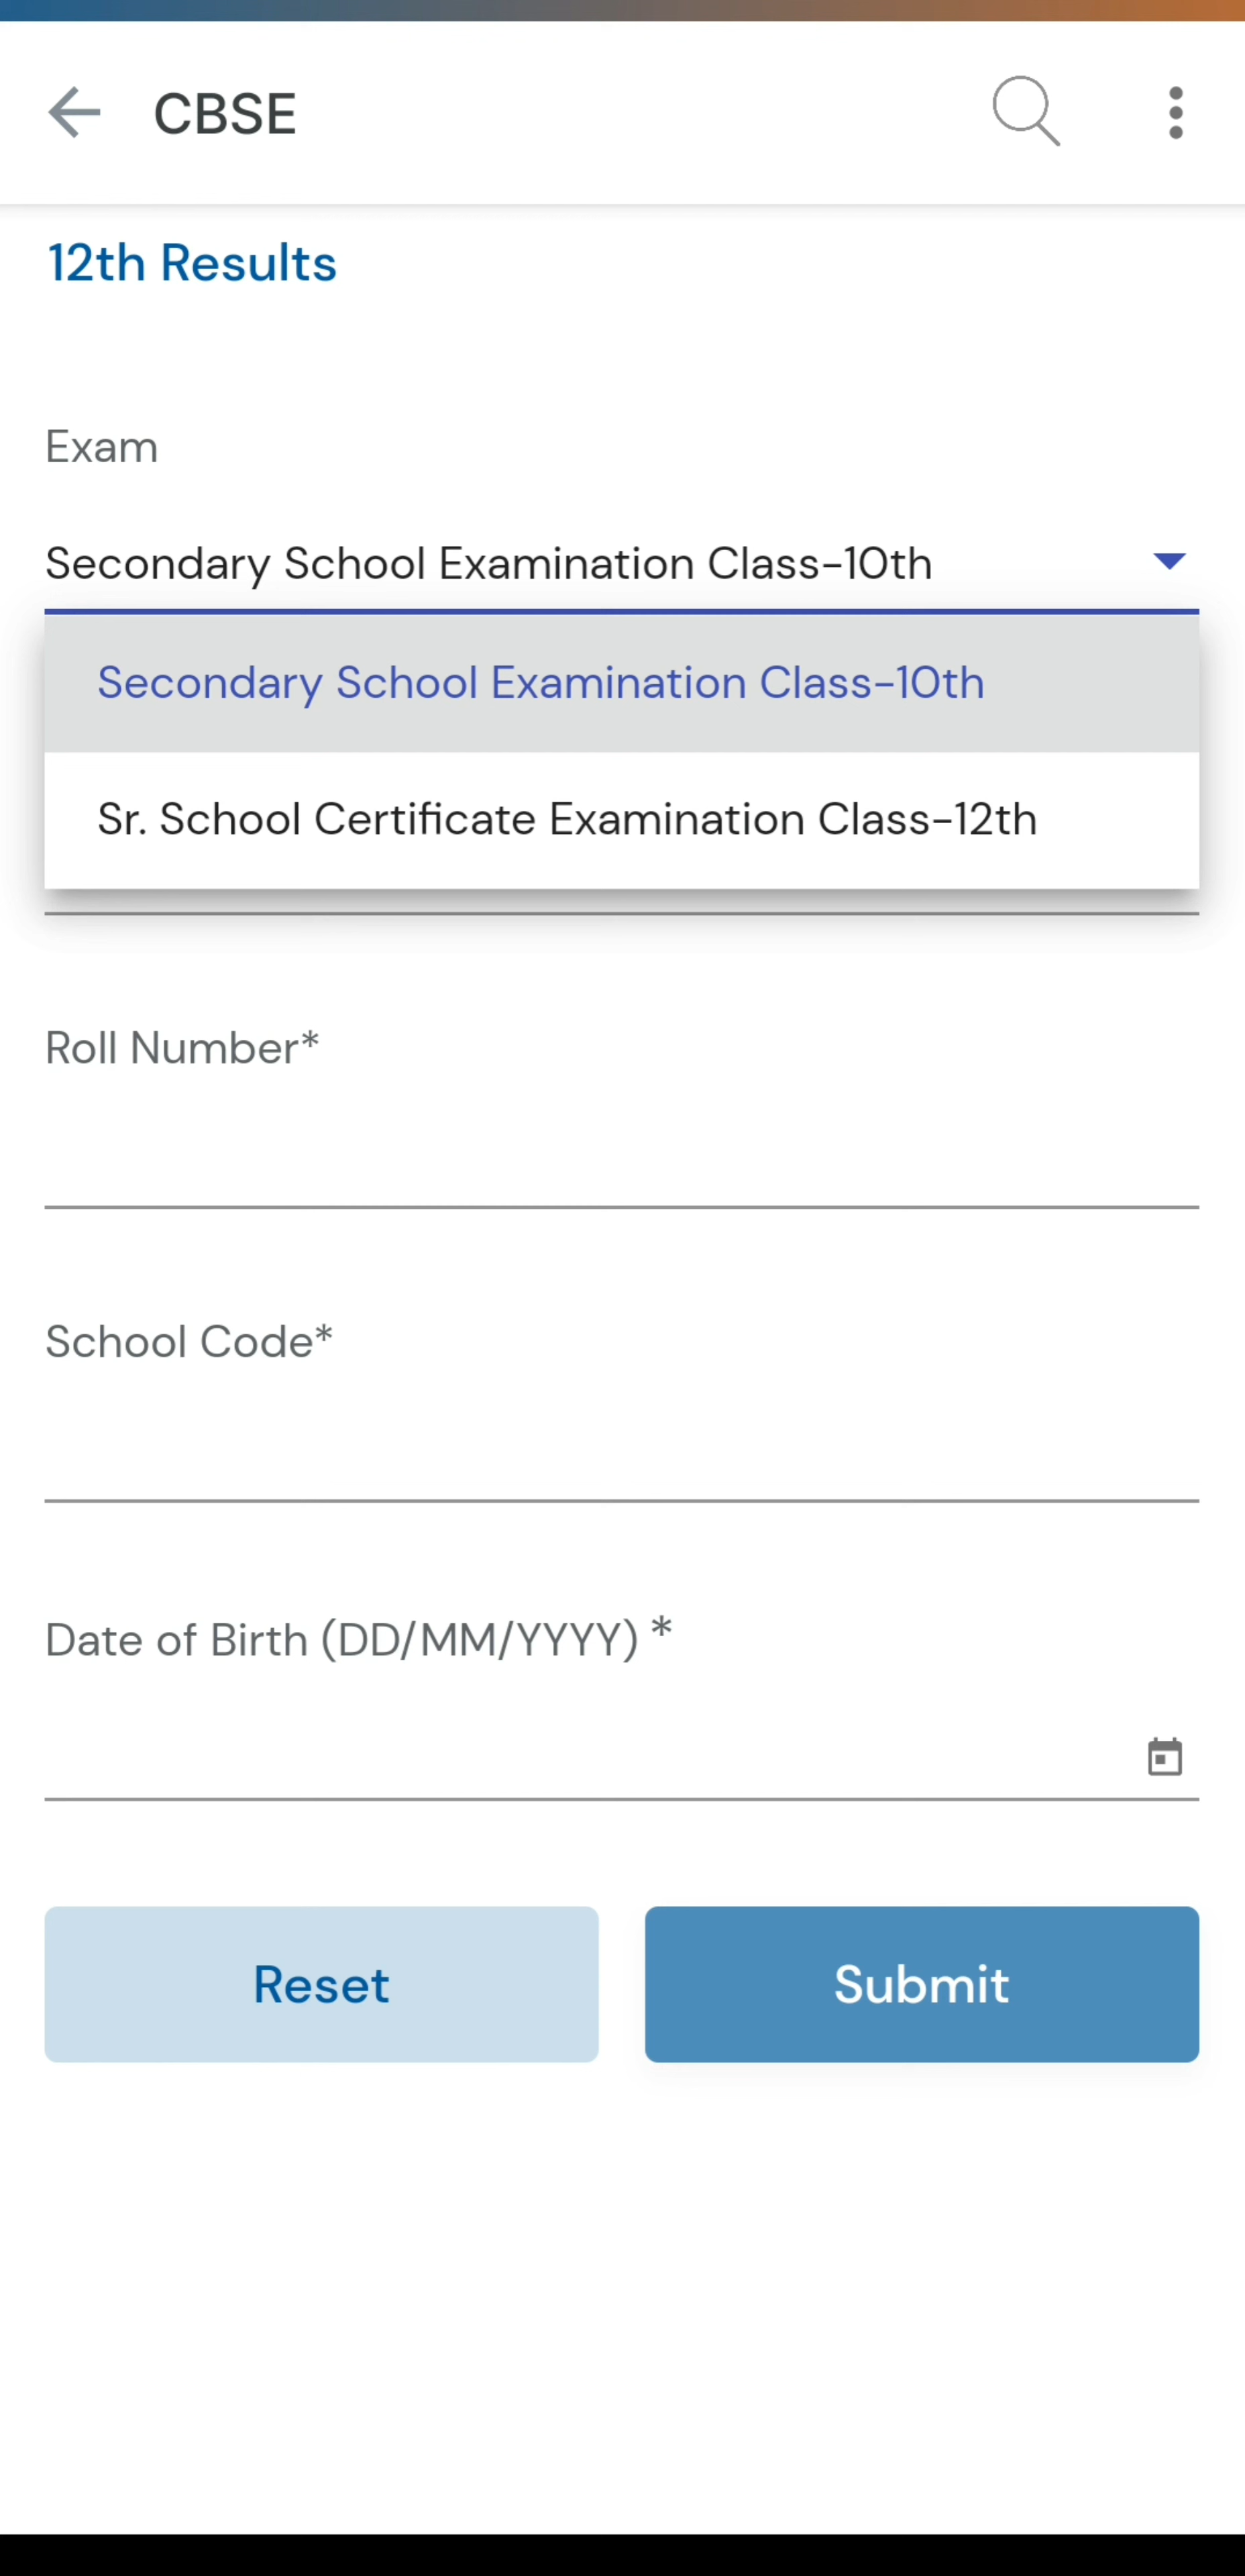 CBSE
12th Results
Exam
Secondary School Examination Class-10th
Secondary School Examination Class-10th
Sr. School Certificate Examination Class-12th
Roll Number*
School Code*
Date of Birth (DD/MM/YYYY) *
Reset
Submit